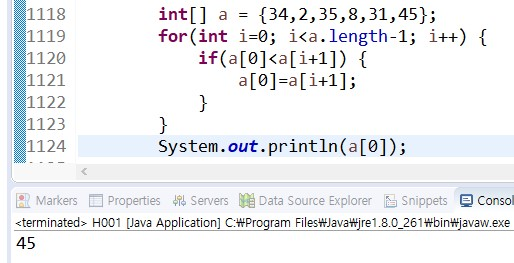 1118 int[] a = {34,2,35,8,31,45};
1119 for(int i=0; i<a.length-1; i++) {
1120 if(a[0]<a[i+1]) {
1121 a[0]=a[i+1];
1122 }
1123 }
1124 System.out.println(a[0]);
Markers Properties Servers Data Source Explorer Snippets Consol
<terminated> H001 [Java Application] C:₩Program Files₩Java₩jre1.8.0_261₩bin₩javaw.exe
45